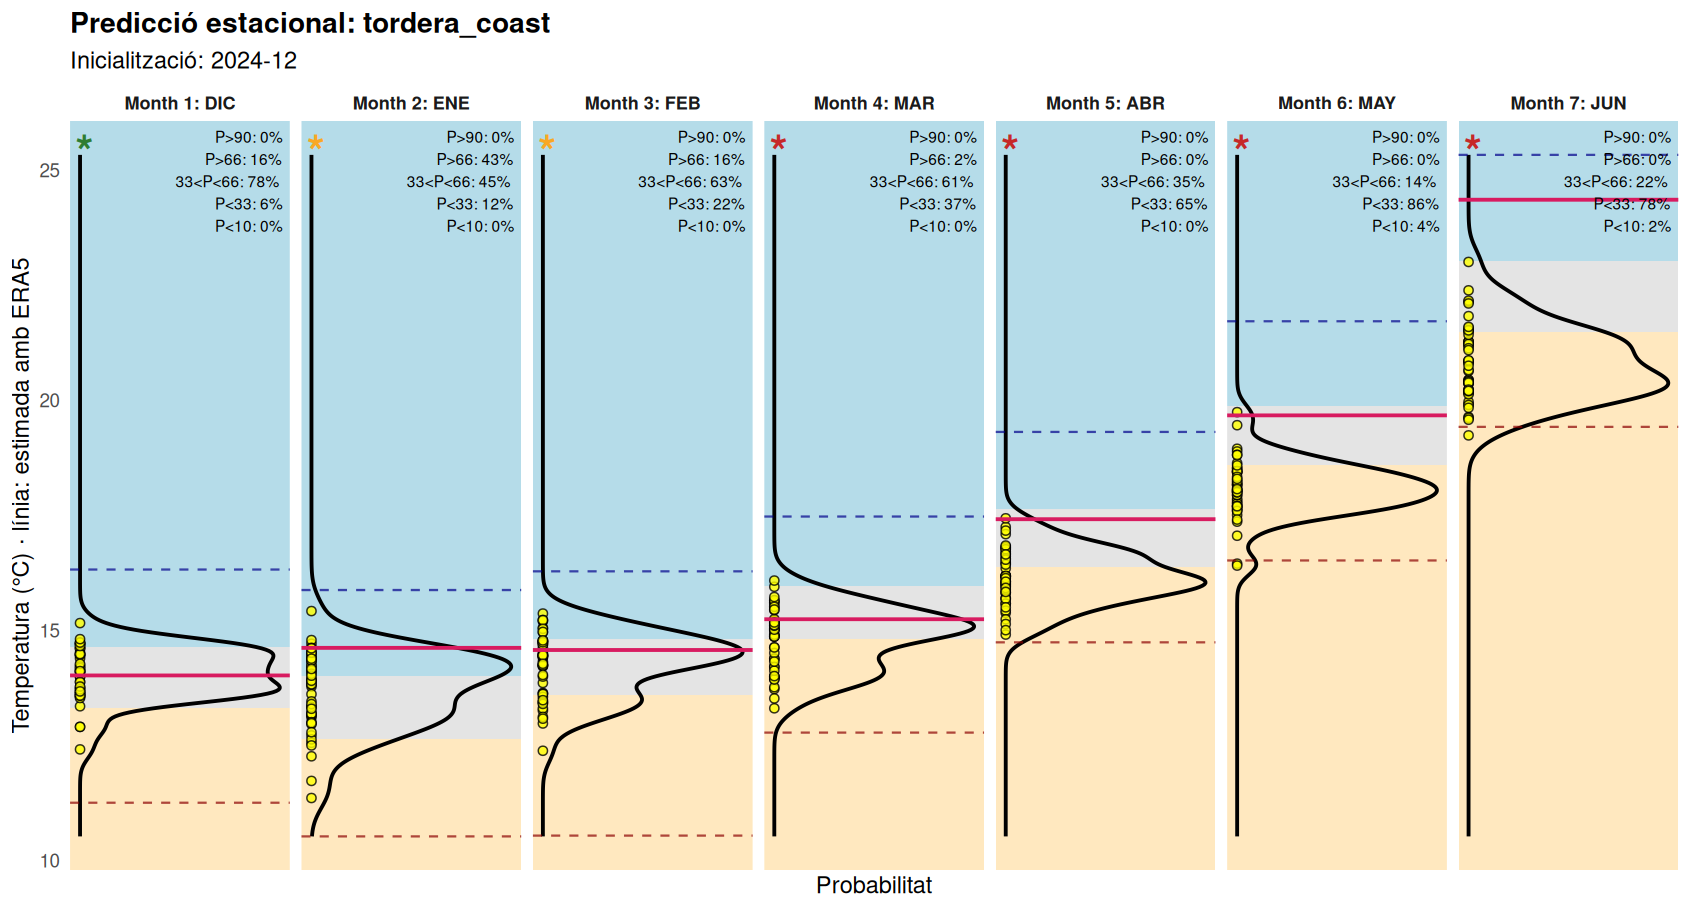 Predicció estacional: tordera_coast
Inicialització: 2024-12
Month 1: DIC
Month 2: ENE
Month 3: FEB
Month 4: MAR
Month 5: ABR
Month 6: MAY
Month 7: JUN
*
P>90: 0%
P>66: 16%
33<P<66: 78%
P<33: 6%
P<10: 0%
*
P>90: 0%
P>66: 43%
33<P<66: 45%
P<33: 12%
P<10: 0%
*
P>90: 0%
P>66: 16%
33<P<66: 63%
P<33: 22%
P<10: 0%
*
P>90: 0%
P>66: 2%
33<P<66: 61%
P<33: 37%
P<10: 0%
*
P>90: 0%
P>66: 0%
33<P<66: 35%
P<33: 65%
P<10: 0%
*
P>90: 0%
P>66: 0%
33<P<66: 14%
P<33: 86%
P<10: 4%
*
P>90: 0%
P>66: 0%
33<P<66: 22%
P<33: 78%
P<10: 2%
25
20
15
10
Temperatura (°C) · línia: estimada amb ERA5
Probabilitat